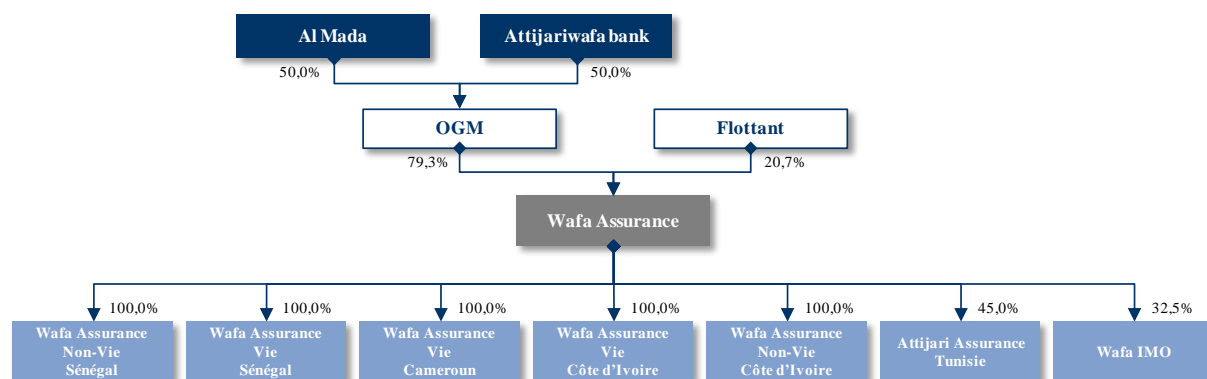 Al Mada
Attijariwafa bank
50,0%
50,0%
OGM
Flottant
79,3%
20,7%
Wafa Assurance
100,0%
100,0%
100,0%
100,0%
100,0%
45,0%
32,5%
Wafa Assurance
Non-Vie
Sénégal
Wafa Assurance
Vie
Sénégal
Wafa Assurance
Vie
Cameroun
Wafa Assurance
Vie
Côte d’Ivoire
Wafa Assurance
Non-Vie
Côte d’Ivoire
Attijari Assurance
Tunisie
Wafa IMO